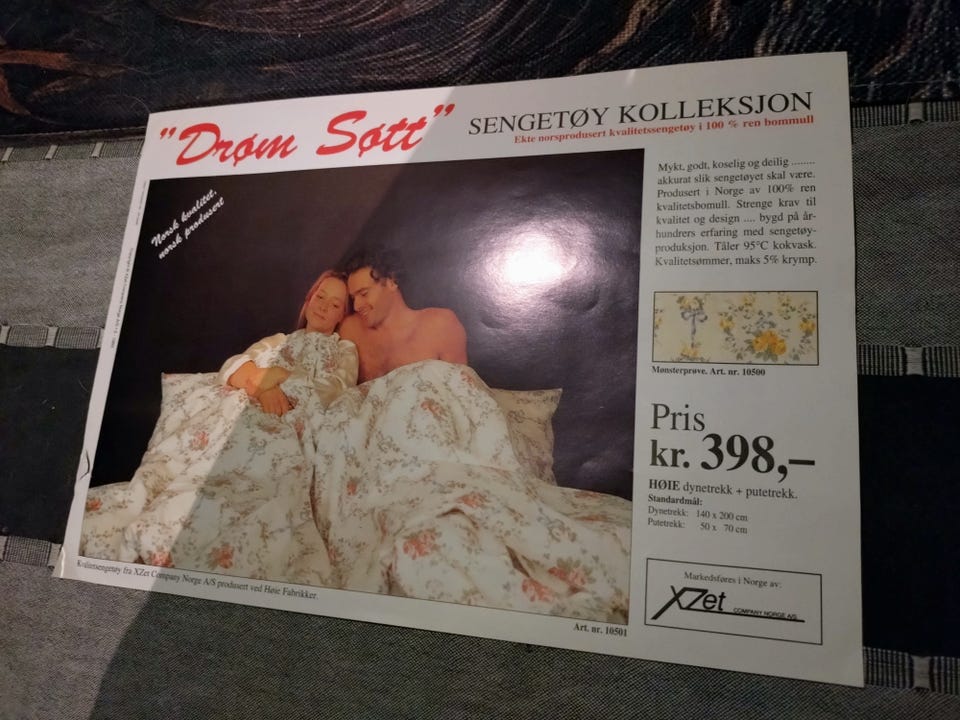 "Drøm Søtt"
SENGETØY KOLLEKSJON
Ekte norsprodusert kvalitetssengetøy i 100 % ren bommull
Norsk kvalitet,
norsk produsert
Mykt, godt, koselig og deilig ........
akkurat slik sengetøyet skal være.
Produsert i Norge av 100% ren
kvalitetsbomull. Strenge krav til
kvalitet og design .... bygd på år-
hundrers erfaring med sengetøy-
produksjon. Tåler 95°C kokvask.
Kvalitetsømmer, maks 5% krymp.
Mønsterprøve. Art. nr. 10500
Pris
kr. 398,–
HØIE dynetrekk + putetrekk.
Standardmål:
Dynetrekk: 140 x 200 cm
Putetrekk: 50 x 70 cm
Markedsføres i Norge av:
XZet
COMPANY NORGE A/S
Kvalitetsengetøy fra XZet Company Norge A/S produsert ved Høie Fabrikker.
Art. nr. 10501